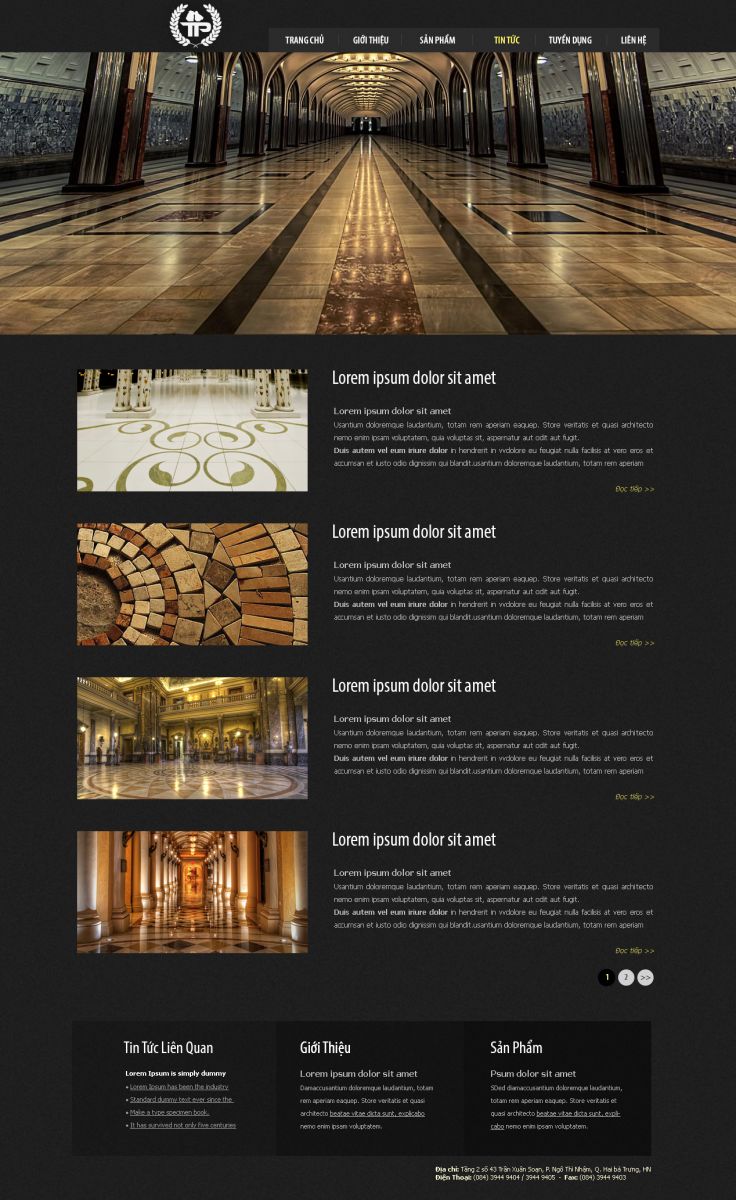 TP
TRANG CHỦ GIỚI THIỆU SẢN PHẨM TIN TỨC TUYỂN DỤNG LIÊN HỆ
Lorem ipsum dolor sit amet
Lorem ipsum dolor sit amet
Usantium doloremque laudantium, totam rem aperiam eaquep. Store veritatis et quasi architecto
nemo enim ipsam voluptatem, quia voluptas sit, aspernatur aut odit aut fugit.
Duis autem vel eum iriure dolor in hendrerit in vvdolore eu feugiat nulla facilisis at vero eros et
accumsan et iusto odio dignissim qui blandit.usantium doloremque laudantium, totam rem aperiam
Đọc tiếp >>
Lorem ipsum dolor sit amet
Lorem ipsum dolor sit amet
Usantium doloremque laudantium, totam rem aperiam eaquep. Store veritatis et quasi architecto
nemo enim ipsam voluptatem, quia voluptas sit, aspernatur aut odit aut fugit.
Duis autem vel eum iriure dolor in hendrerit in vvdolore eu feugiat nulla facilisis at vero eros et
accumsan et iusto odio dignissim qui blandit.usantium doloremque laudantium, totam rem aperiam
Đọc tiếp >>
Lorem ipsum dolor sit amet
Lorem ipsum dolor sit amet
Usantium doloremque laudantium, totam rem aperiam eaquep. Store veritatis et quasi architecto
nemo enim ipsam voluptatem, quia voluptas sit, aspernatur aut odit aut fugit.
Duis autem vel eum iriure dolor in hendrerit in vvdolore eu feugiat nulla facilisis at vero eros et
accumsan et iusto odio dignissim qui blandit.usantium doloremque laudantium, totam rem aperiam
Đọc tiếp >>
Lorem ipsum dolor sit amet
Lorem ipsum dolor sit amet
Usantium doloremque laudantium, totam rem aperiam eaquep. Store veritatis et quasi architecto
nemo enim ipsam voluptatem, quia voluptas sit, aspernatur aut odit aut fugit.
Duis autem vel eum iriure dolor in hendrerit in vvdolore eu feugiat nulla facilisis at vero eros et
accumsan et iusto odio dignissim qui blandit.usantium doloremque laudantium, totam rem aperiam
Đọc tiếp >>
1 2 >>
Tin Tức Liên Quan
Lorem Ipsum is simply dummy
• Lorem Ipsum has been the industry
• Standard dummy text ever since the
• Make a type specimen book.
• It has survived not only five centuries
Giới Thiệu
Lorem ipsum dolor sit amet
Damaccusantium doloremque laudantium, totam
rem aperiam eaquep. Store veritatis et quasi
architecto beatae vitae dicta sunt, explicabo
nemo enim ipsam voluptatem.
Sản Phẩm
Psum dolor si amet
SDed diamaccusantium doloremque laudantium,
totam rem aperiam eaquep. Store veritatis et
quasi architecto beatae vitae dicta sunt, expli-
cabo nemo enim ipsam voluptatem.
Địa chỉ: Tầng 2 số 43 Trần Xuân Soạn, P. Ngô Thì Nhậm, Q. Hai bà Trưng, HN
Điện Thoại: (084) 3944 9404 / 3944 9405 - Fax: (084) 3944 9403